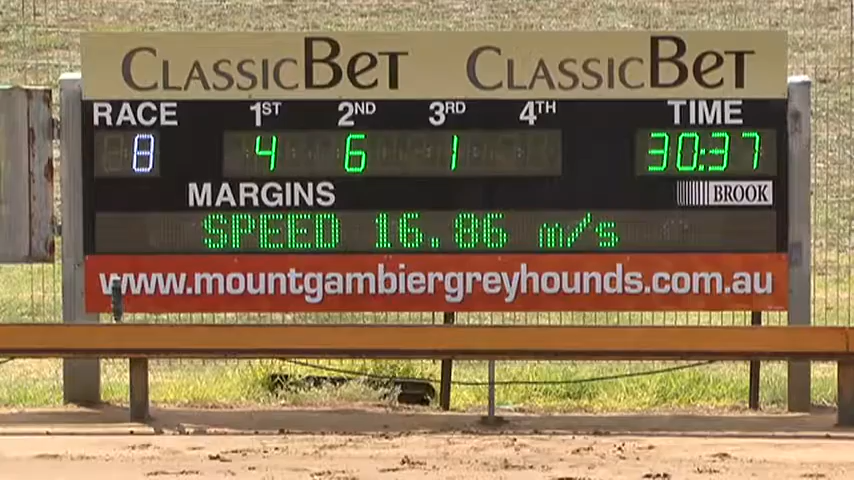 CLASSICBET CLASSICBET
RACE 1ST 2ND 3RD 4TH TIME
8 4 6 1 30:37
MARGINS BROOK
SPEED 16.86 m/s
www.mountgambiergreyhounds.com.au